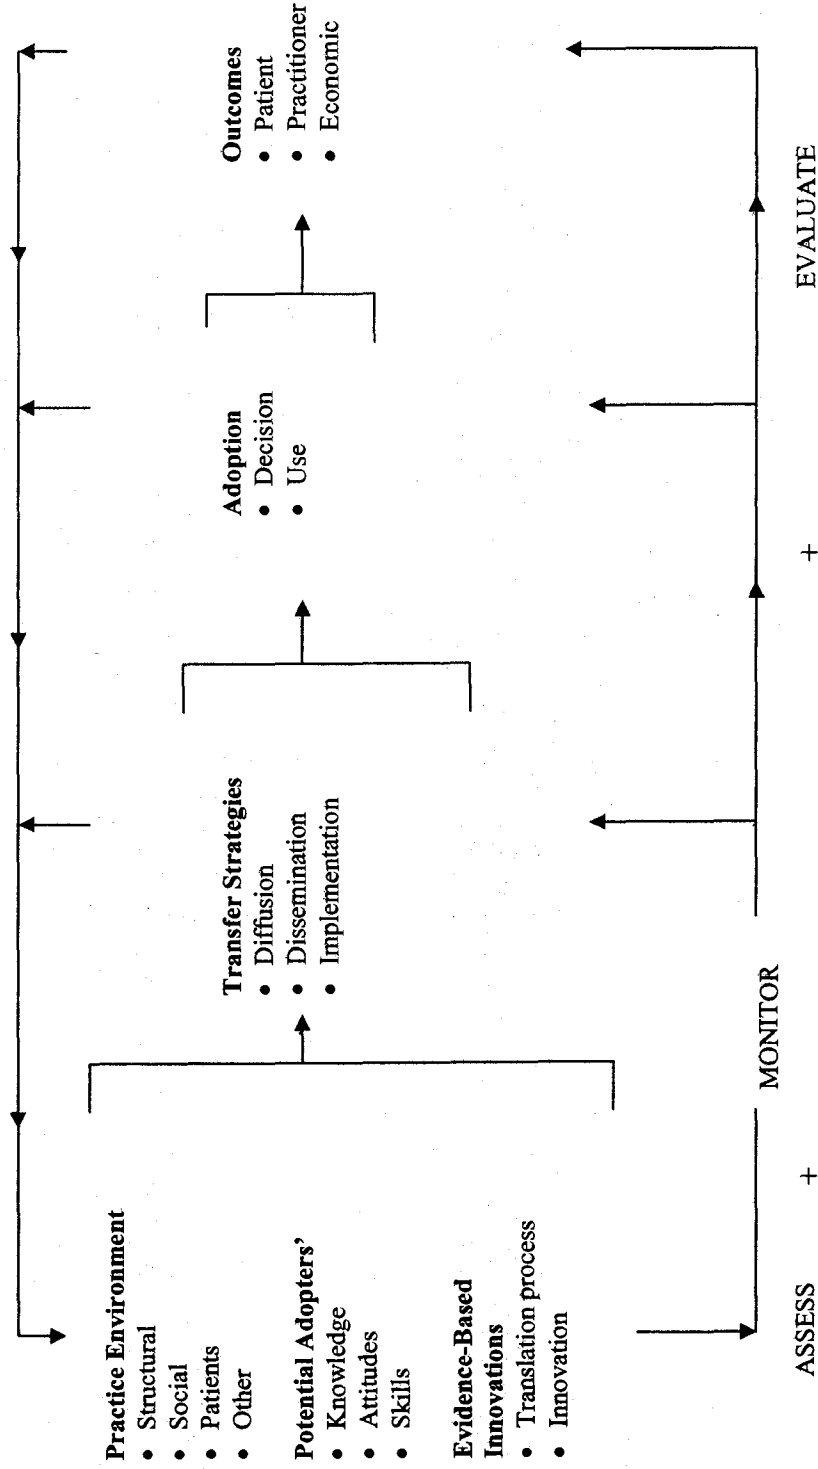 Practice Environment
• Structural
• Social
• Patients
• Other
Potential Adopters'
• Knowledge
• Attitudes
• Skills
Evidence-Based
Innovations
• Translation process
• Innovation
Transfer Strategies
• Diffusion
• Dissemination
• Implementation
Adoption
• Decision
• Use
Outcomes
• Patient
• Practitioner
• Economic
ASSESS + MONITOR + EVALUATE